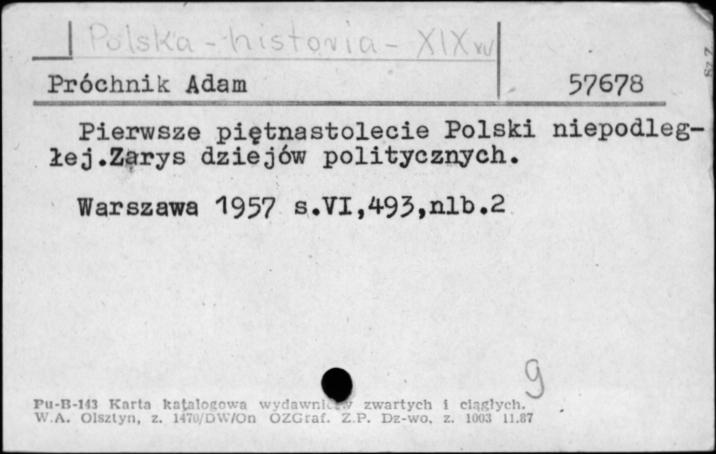 Polska - historia - XIX w
Próchnik Adam 57678
Pierwsze piętnastolecie Polski niepodleg-
łej.Zarys dziejów politycznych.
Warszawa 1957 s.VI,493,nlb.2
9
Pu-B-143 Karta katalogowa wydawnictw zwartych i ciągłych.
W.A. Olsztyn, z. 1470/DW/On OZGraf. Z.P. Dz-wo, z. 1003 11.87